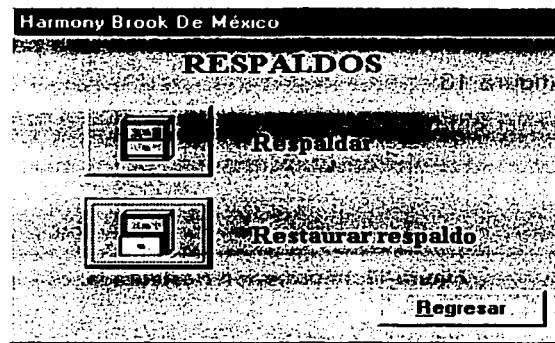 Harmony Brook De México
RESPALDOS
Respaldar
Restaurar respaldo
Regresar